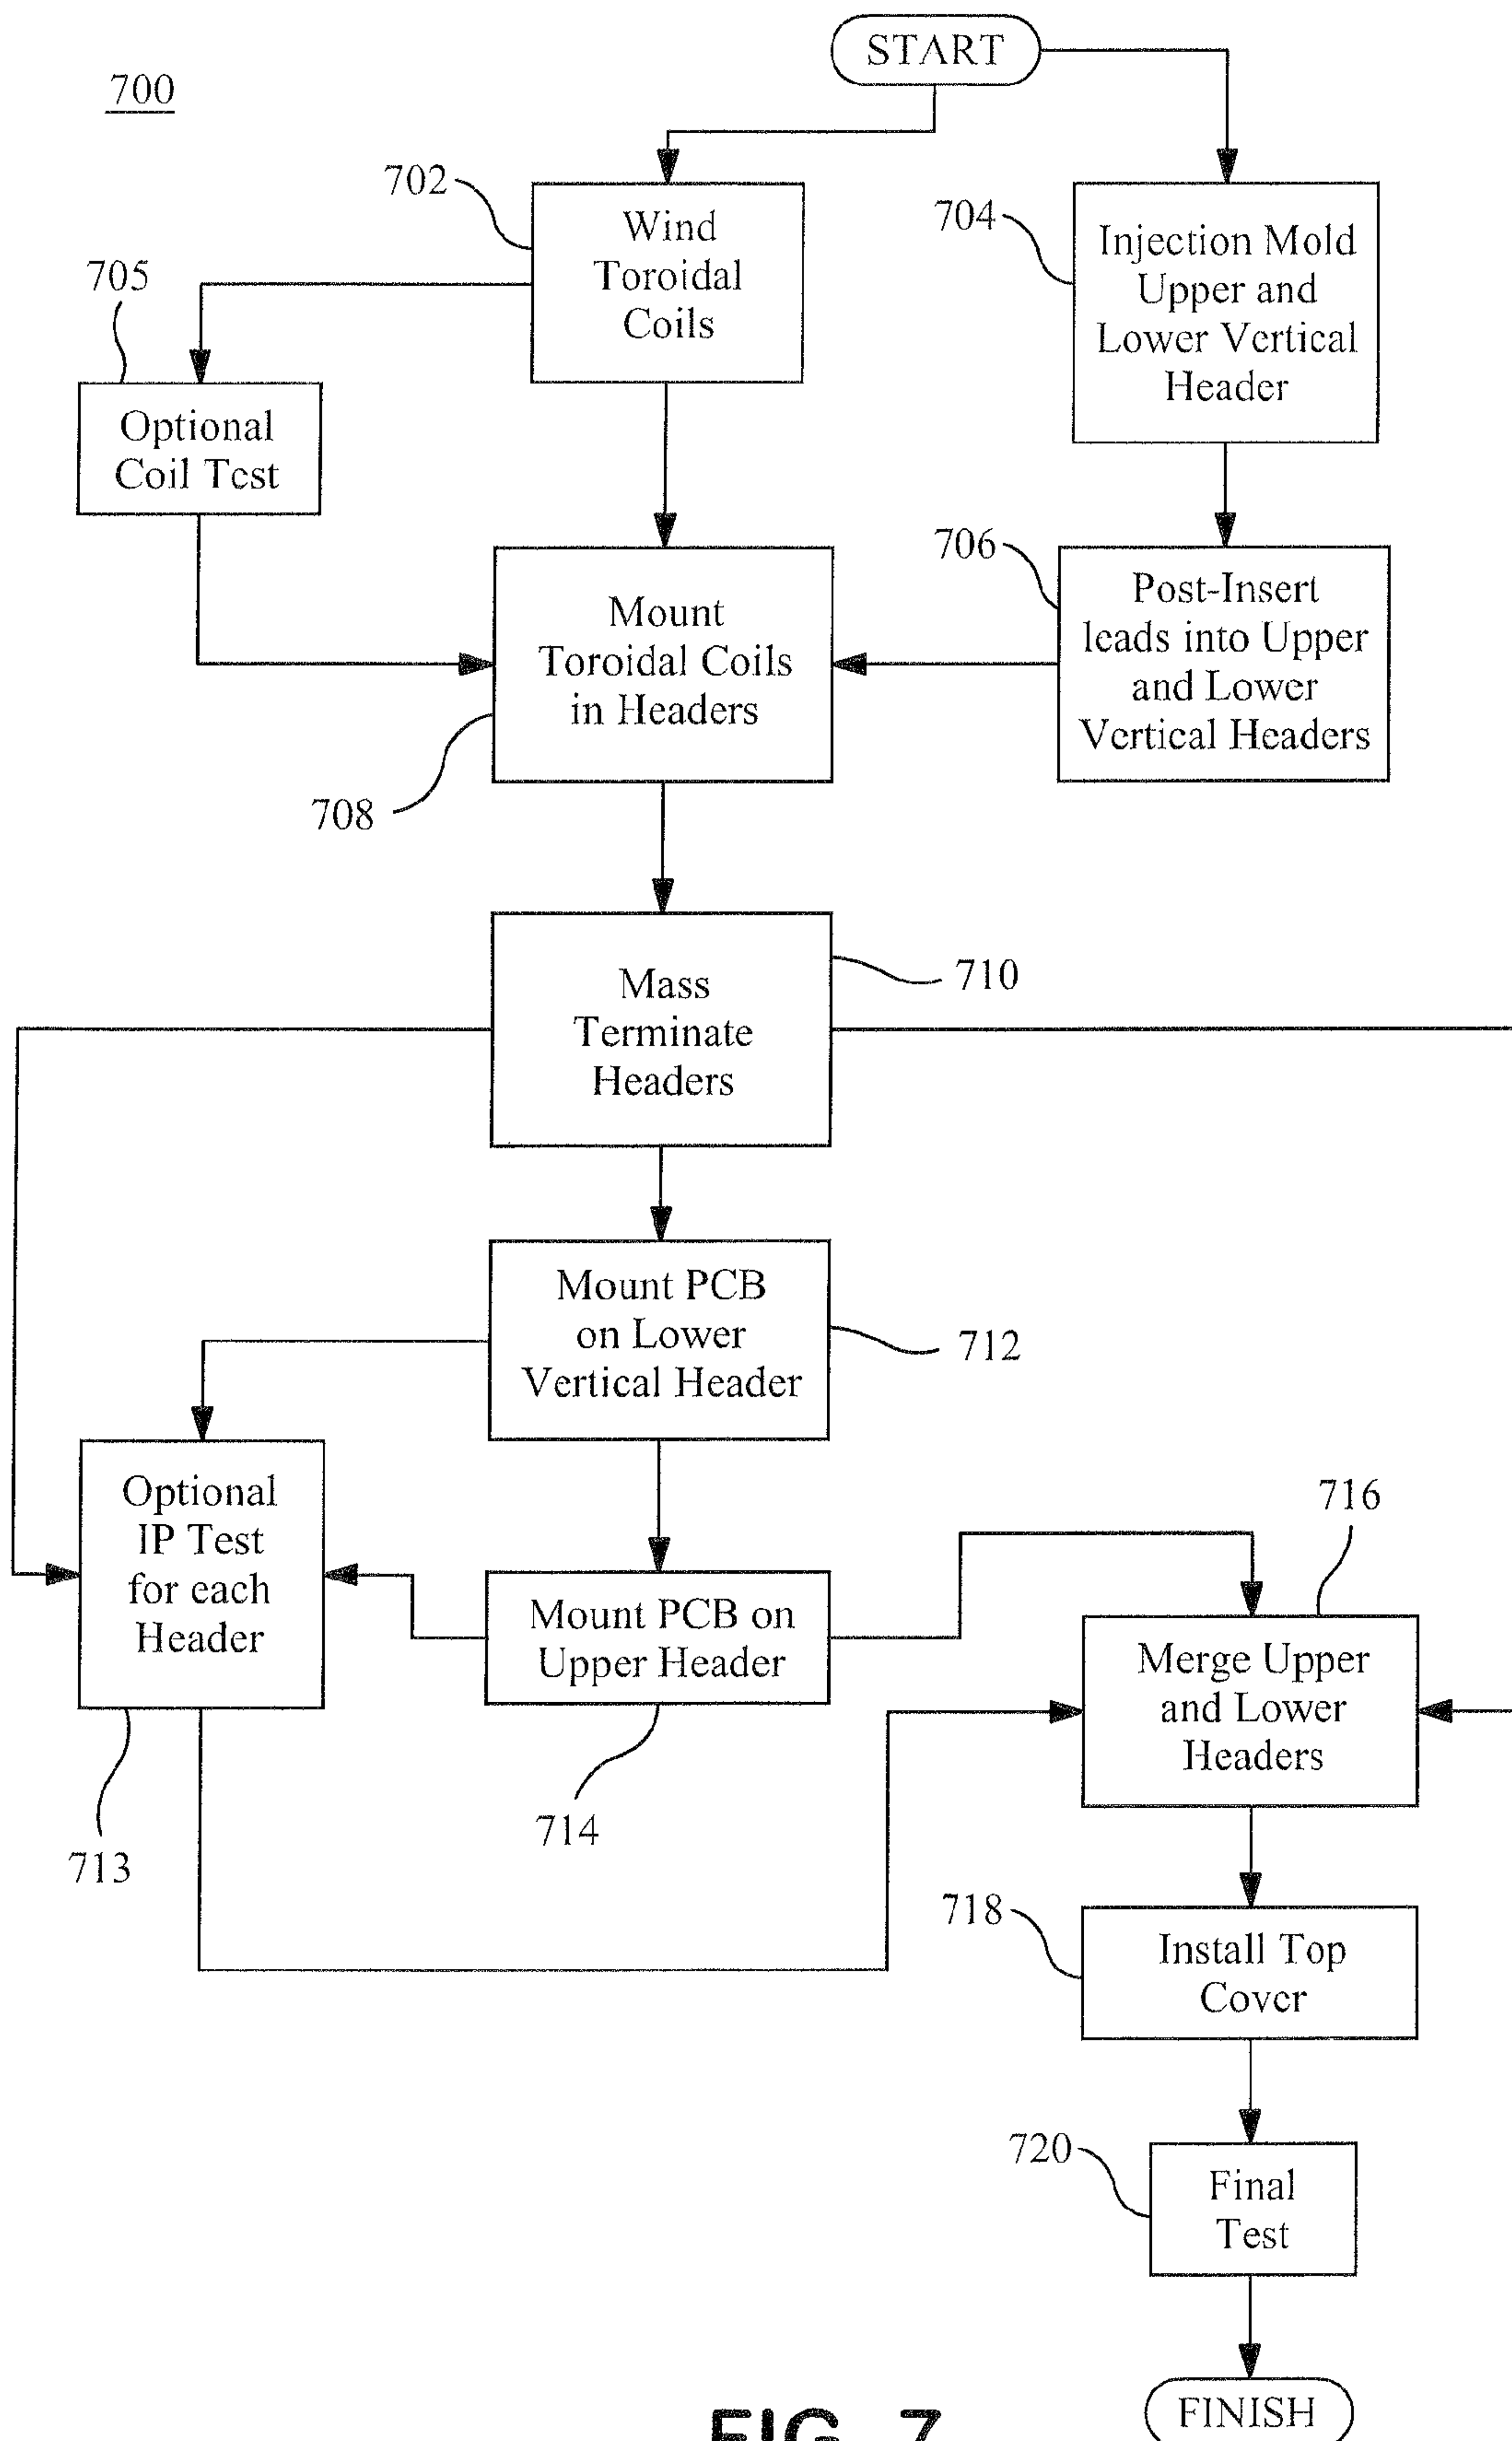 START
700
702
Wind
Toroidal
Coils
704
Injection Mold
Upper and
Lower Vertical
Header
705
Optional
Coil Test
706
Post-Insert
leads into Upper
and Lower
Vertical Headers
Mount
Toroidal Coils
in Headers
708
Mass
Terminate
Headers
710
Mount PCB
on Lower
Vertical Header
712
Optional
IP Test
for each
Header
713
Mount PCB on
Upper Header
714
716
Merge Upper
and Lower
Headers
718
Install Top
Cover
720
Final
Test
FINISH
FIG. 7